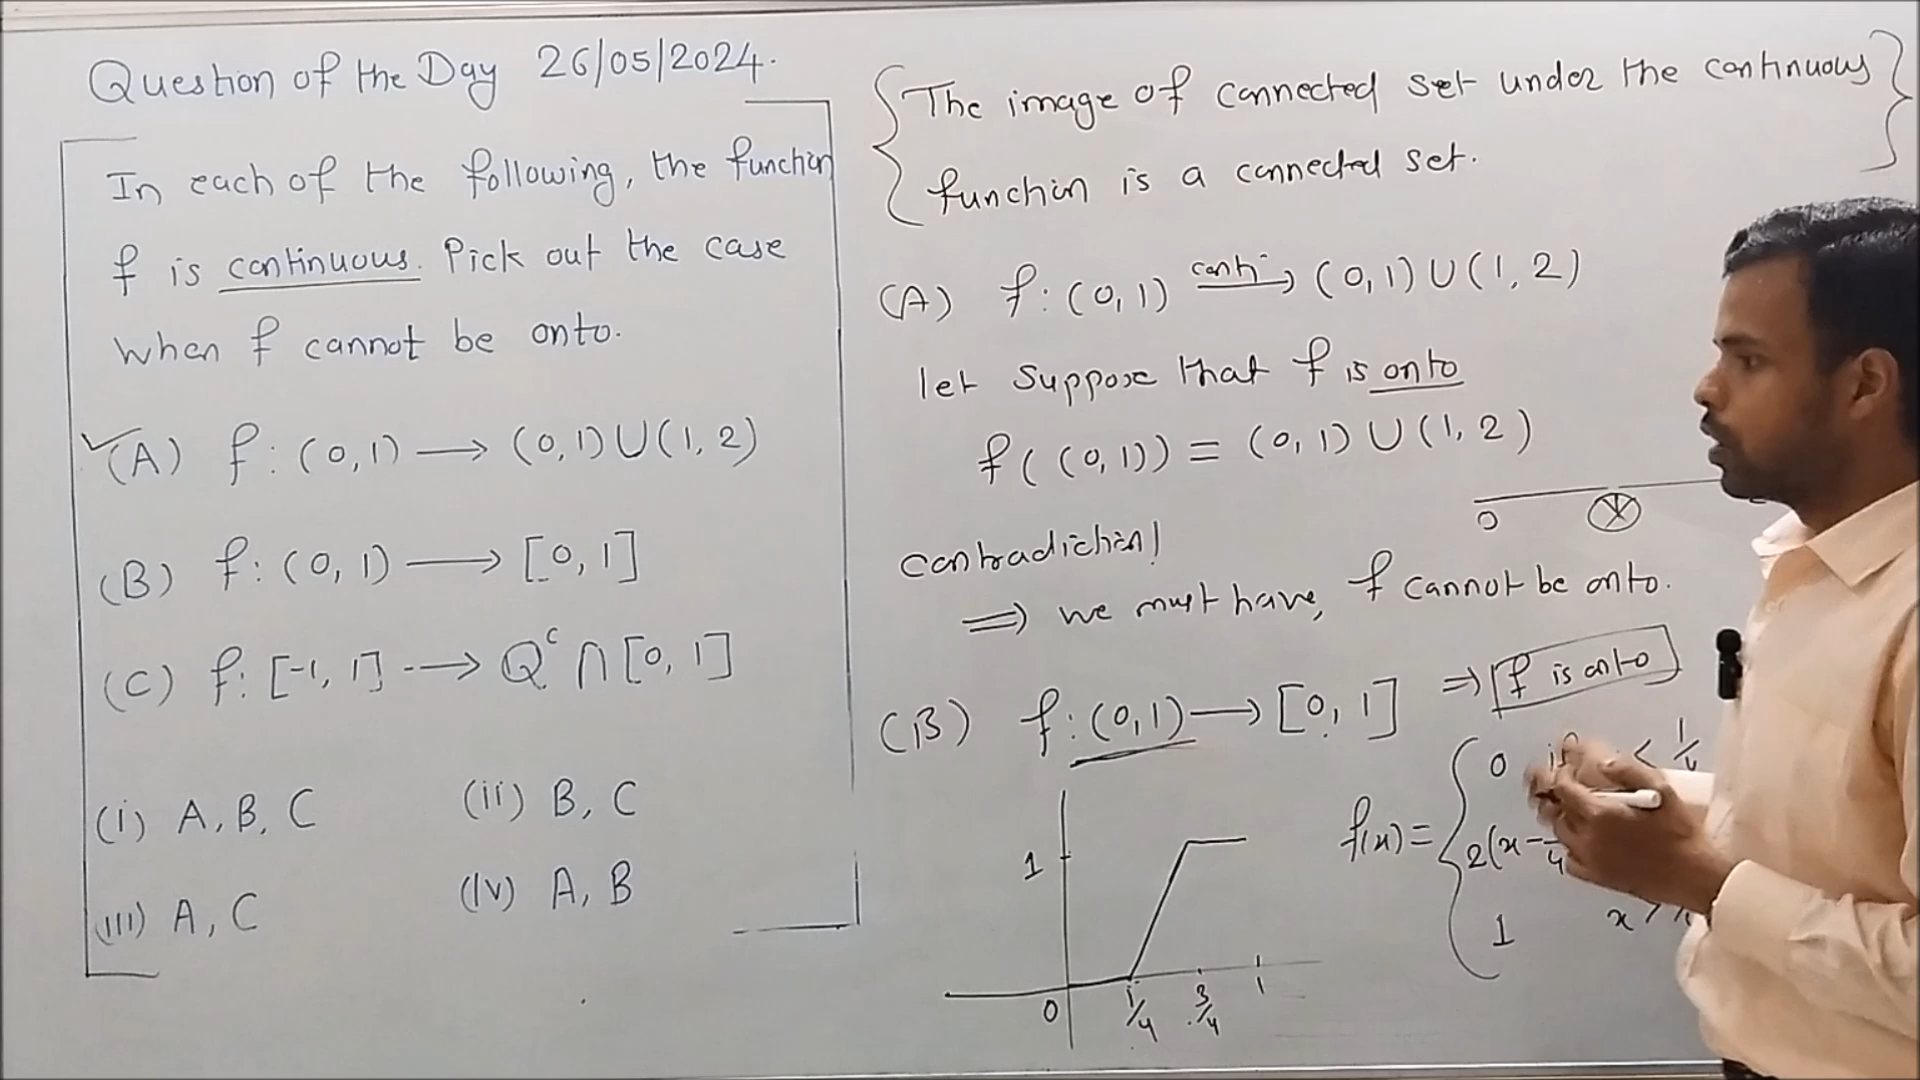 Question of the Day 26/05/2024.
In each of the following, the function
f is continuous. Pick out the case
when f cannot be onto.
(A) f : (0,1) → (0,1) ∪ (1,2)
(B) f : (0,1) → [0,1]
(C) f : [-1,1] → Qᶜ ∩ [0,1]
(i) A, B, C (ii) B, C
(iii) A, C (iv) A, B
{The image of connected set under the continuous
function is a connected set.}
(A) f : (0,1) conti → (0,1) ∪ (1,2)
let suppose that f is onto
f((0,1)) = (0,1) ∪ (1,2)
0
contradiction!
⇒ we must have, f cannot be onto.
(B) f : (0,1) → [0,1] ⇒ f is onto
f(x) = { 0 if <
2(x-
1 x >
1
0 1/4 3/4 1